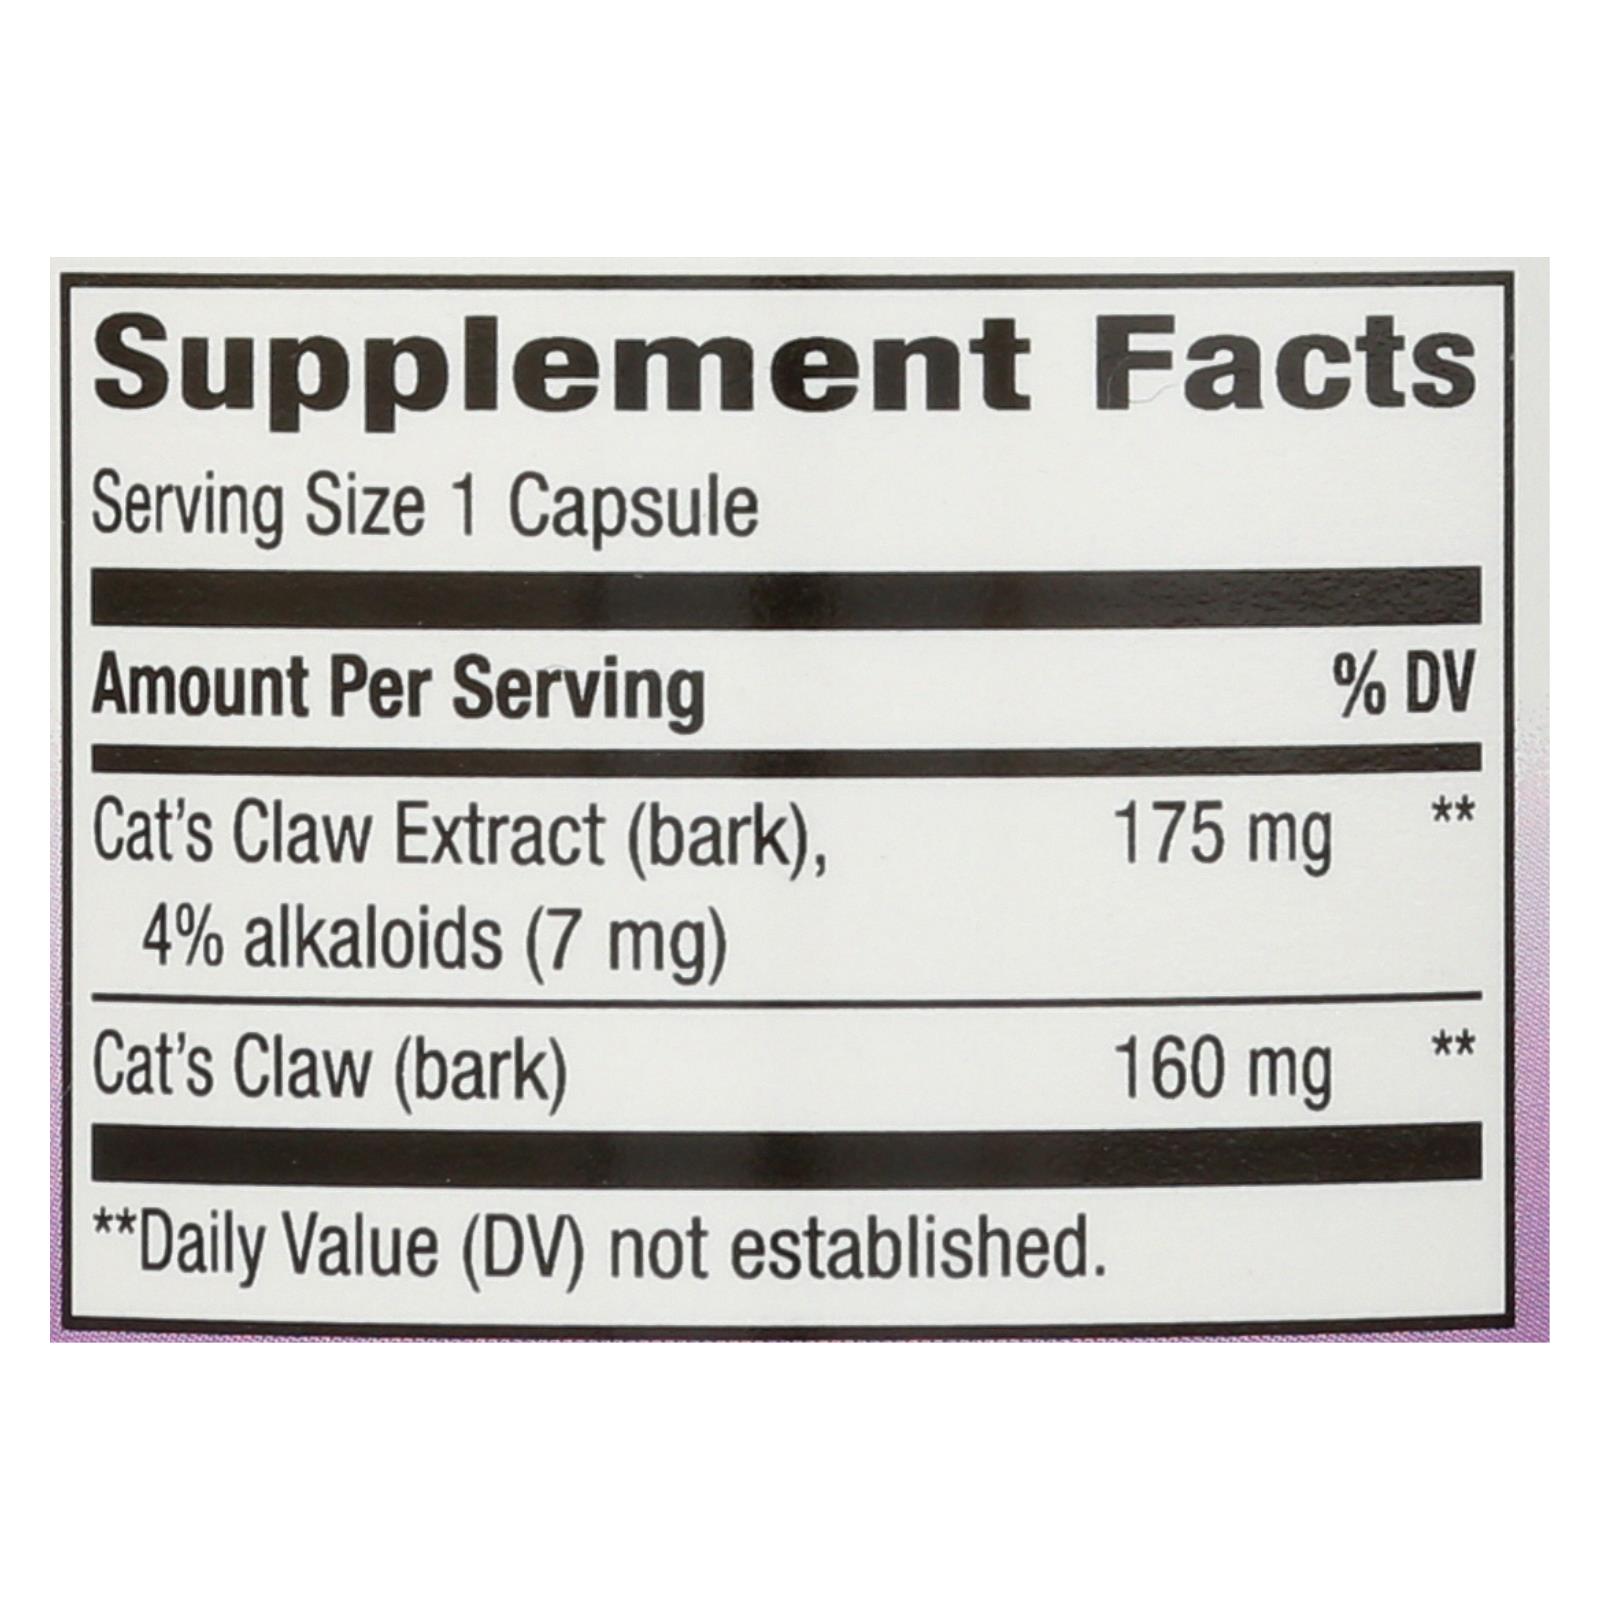 Supplement Facts
Serving Size 1 Capsule
Amount Per Serving % DV
Cat's Claw Extract (bark), 175 mg **
4% alkaloids (7 mg)
Cat's Claw (bark) 160 mg **
**Daily Value (DV) not established.